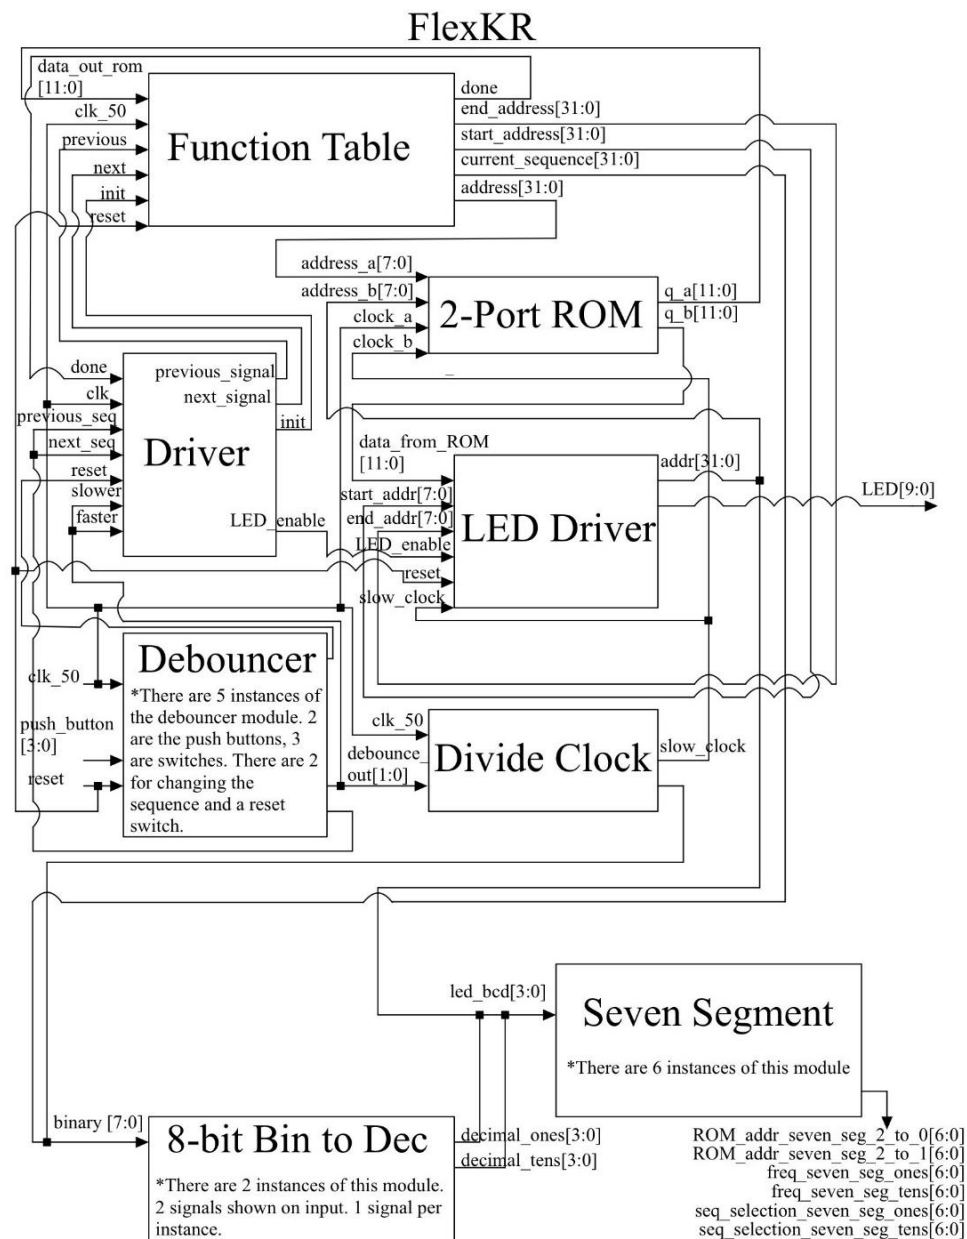 FlexKR
data_out_rom
[11:0]
clk_50
previous
next
init
reset
Function Table
done
end_address[31:0]
start_address[31:0]
current_sequence[31:0]
address[31:0]
address_a[7:0]
address_b[7:0]
clock_a
clock_b
2-Port ROM
q_a[11:0]
q_b[11:0]
done
clk
previous_seq
next_seq
reset
slower
faster
Driver
previous_signal
next_signal
init
LED_enable
data_from_ROM
[11:0]
start_addr[7:0]
end_addr[7:0]
LED_enable
reset
slow_clock
LED Driver
addr[31:0]
LED[9:0]
clk_50
push_button
[3:0]
reset
Debouncer
*There are 5 instances of
the debouncer module. 2
are the push buttons, 3
are switches. There are 2
for changing the
sequence and a reset
switch.
clk_50
debounce_
out[1:0]
Divide Clock
slow_clock
led_bcd[3:0]
Seven Segment
*There are 6 instances of this module
binary [7:0]
8-bit Bin to Dec
*There are 2 instances of this module.
2 signals shown on input. 1 signal per
instance.
decimal_ones[3:0]
decimal_tens[3:0]
ROM_addr_seven_seg_2_to_0[6:0]
ROM_addr_seven_seg_2_to_1[6:0]
freq_seven_seg_ones[6:0]
freq_seven_seg_tens[6:0]
seq_selection_seven_seg_ones[6:0]
seq_selection_seven_seg_tens[6:0]